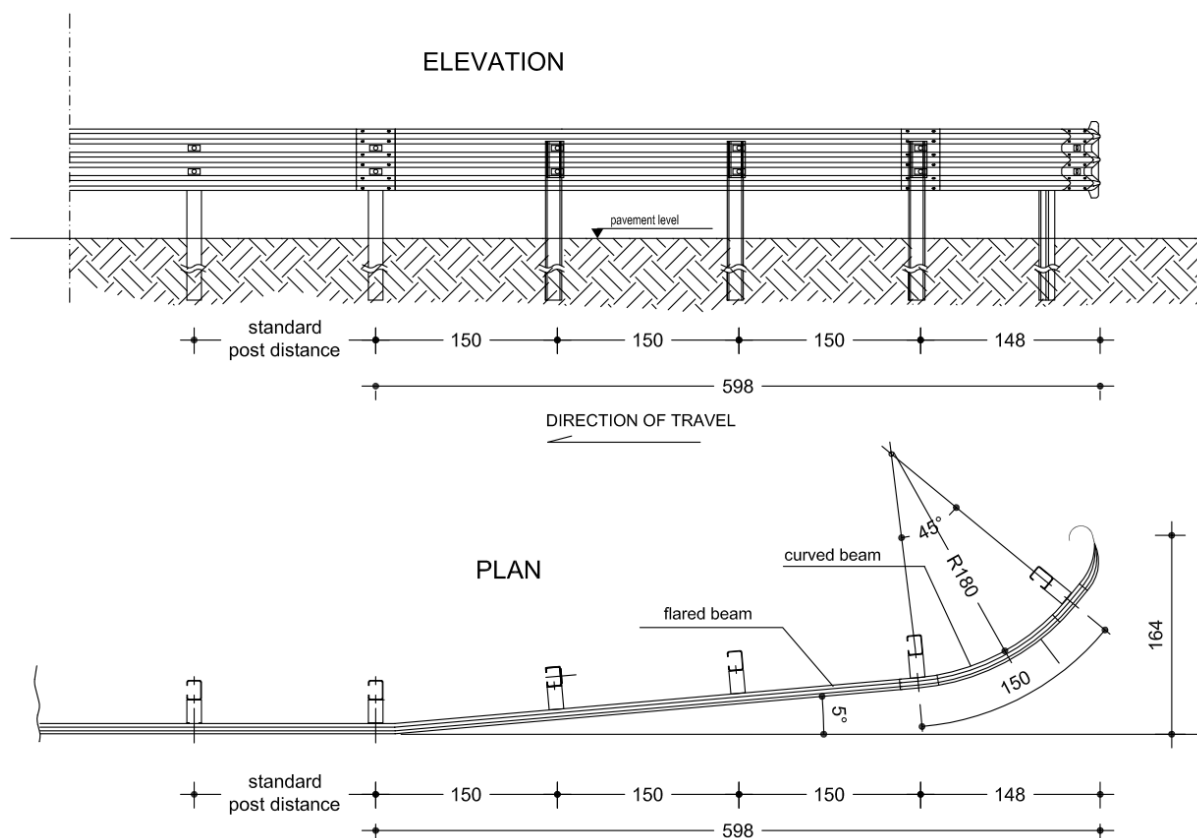 ELEVATION
pavement level
standard
post distance
150
150
150
148
598
DIRECTION OF TRAVEL
45°
R180
curved beam
PLAN
flared beam
164
150
5°
standard
post distance
150
150
150
148
598